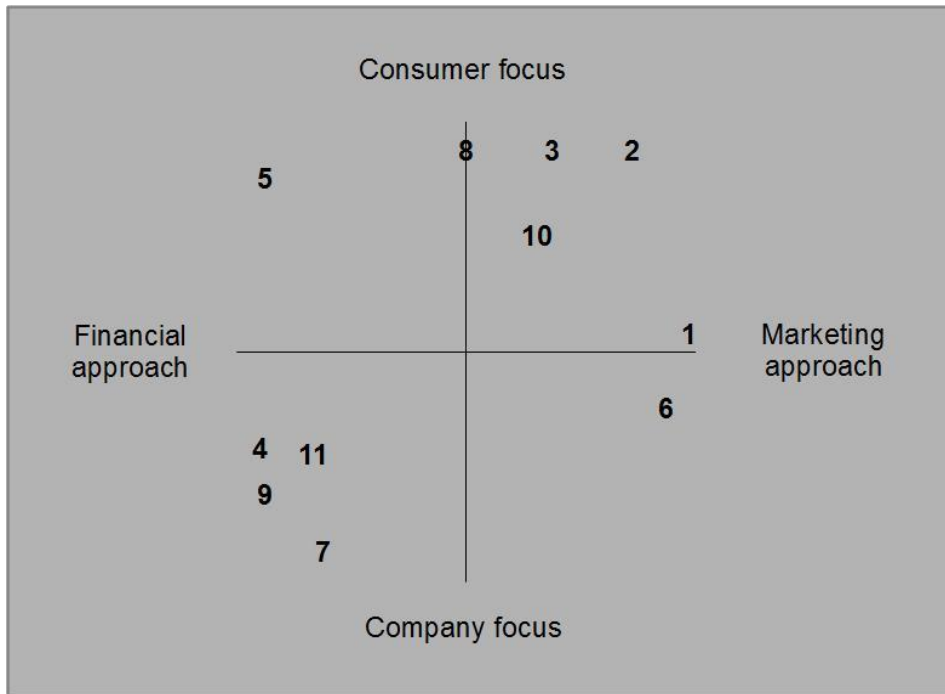 Consumer focus
8 3 2
5
10
Financial
approach
1
Marketing
approach
6
4 11
9
7
Company focus